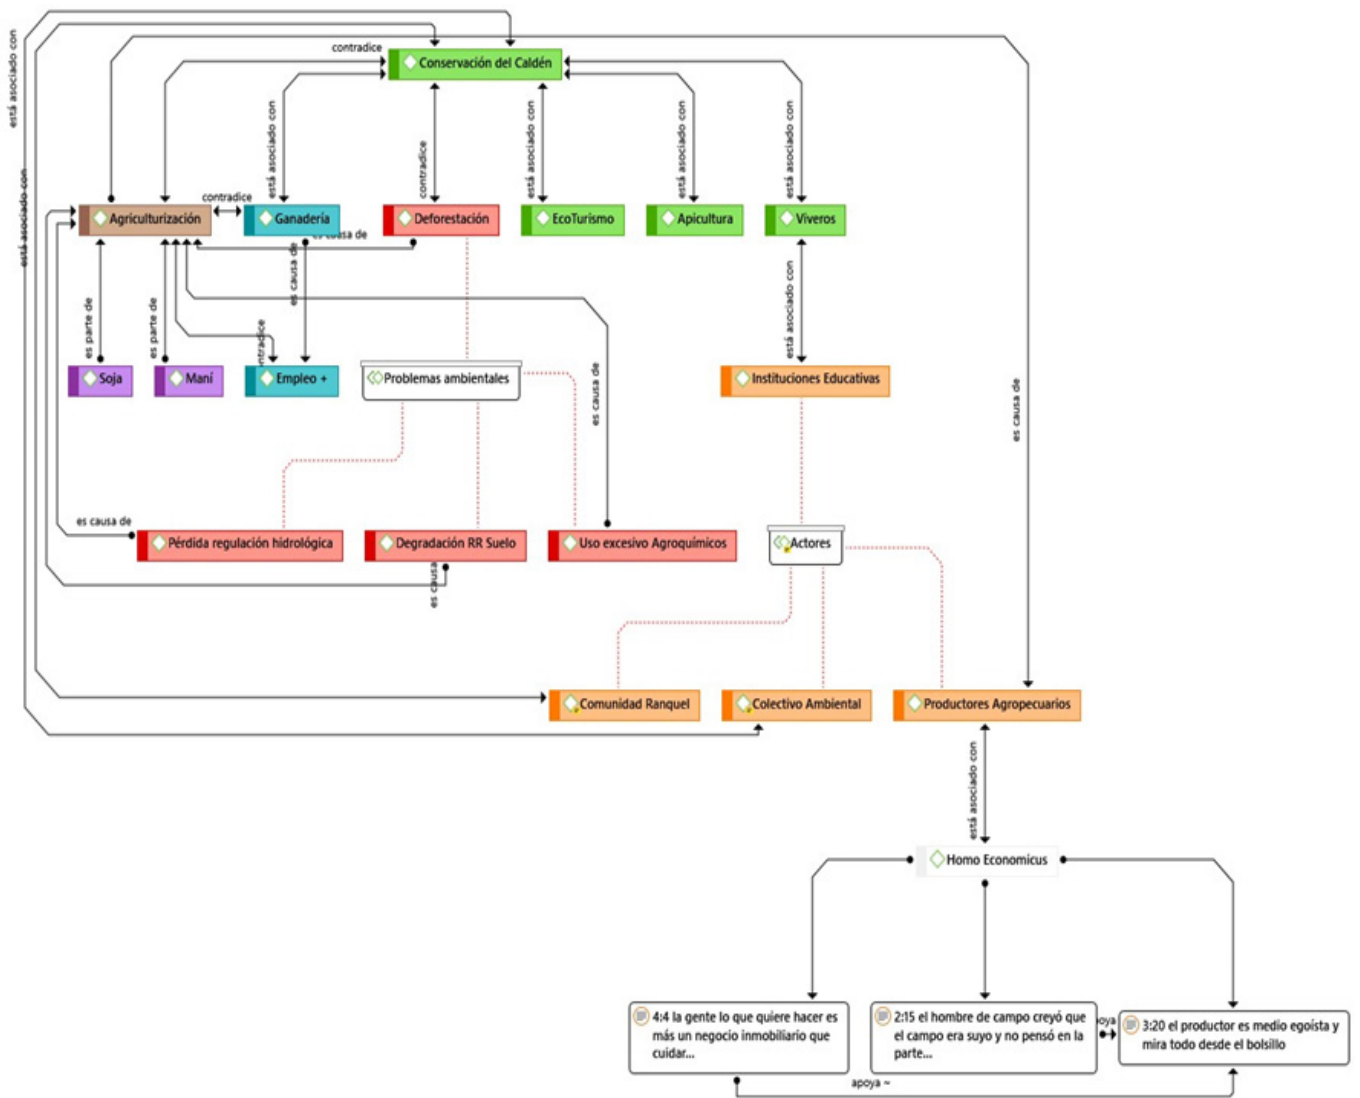 contradice
Conservación del Caldén
está asociado con
está asociado con
está asociado con
contradice
está asociado con
está asociado con
Agriculturización
contradice
Ganadería
Deforestación
EcoTurismo
Apicultura
Viveros
es causa de
es causa de
es parte de
es parte de
está asociado con
Soja
Maní
Empleo +
Problemas ambientales
Instituciones Educativas
es causa de
es causa de
es causa de
Pérdida regulación hidrológica
Degradación RR Suelo
Uso excesivo Agroquímicos
Actores
es causa
Comunidad Ranquel
Colectivo Ambiental
Productores Agropecuarios
está asociado con
Homo Economicus
4:4 la gente lo que quiere hacer es
más un negocio inmobiliario que
cuidar...
2:15 el hombre de campo creyó que
el campo era suyo y no pensó en la
parte...
3:20 el productor es medio egoísta y
mira todo desde el bolsillo
apoya ~